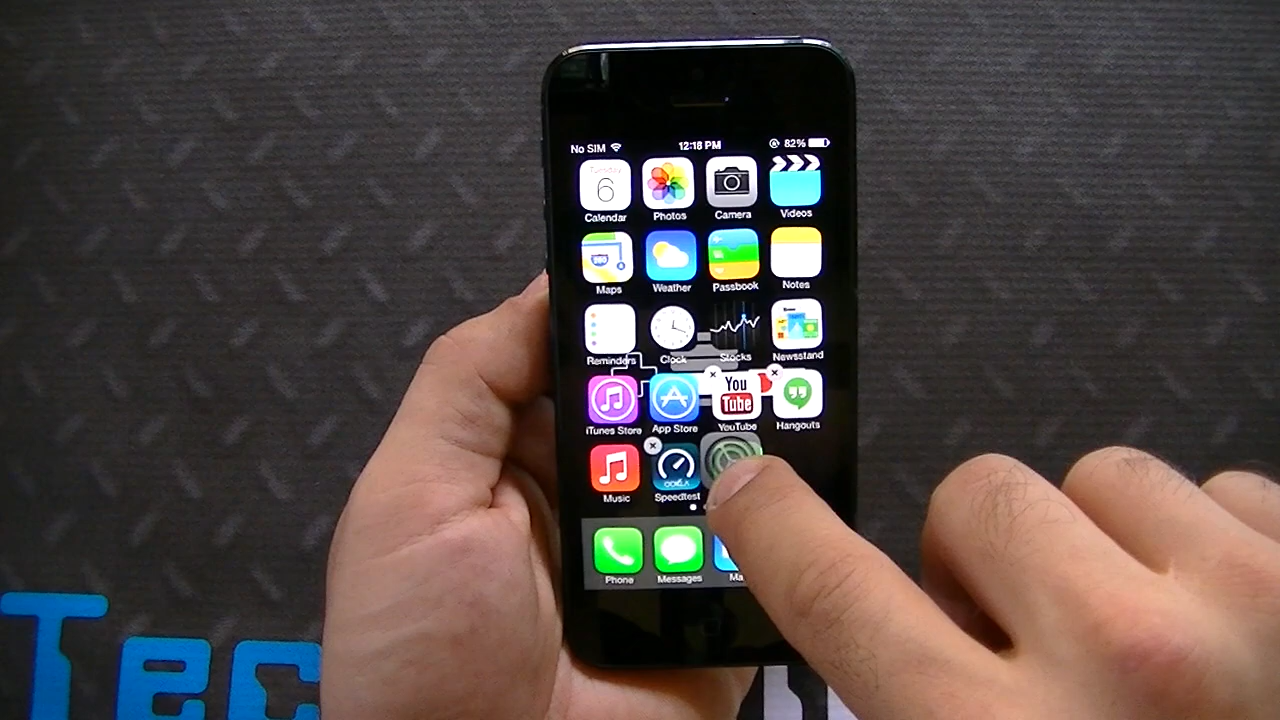 No SIM 12:18 PM 82%
Tuesday
6
Calendar Photos Camera Videos
Maps Weather Passbook Notes
Reminders Clock Stocks Newsstand
You
Tube
iTunes Store App Store YouTube Hangouts
Music Speedtest
Phone Messages Ma
Tec